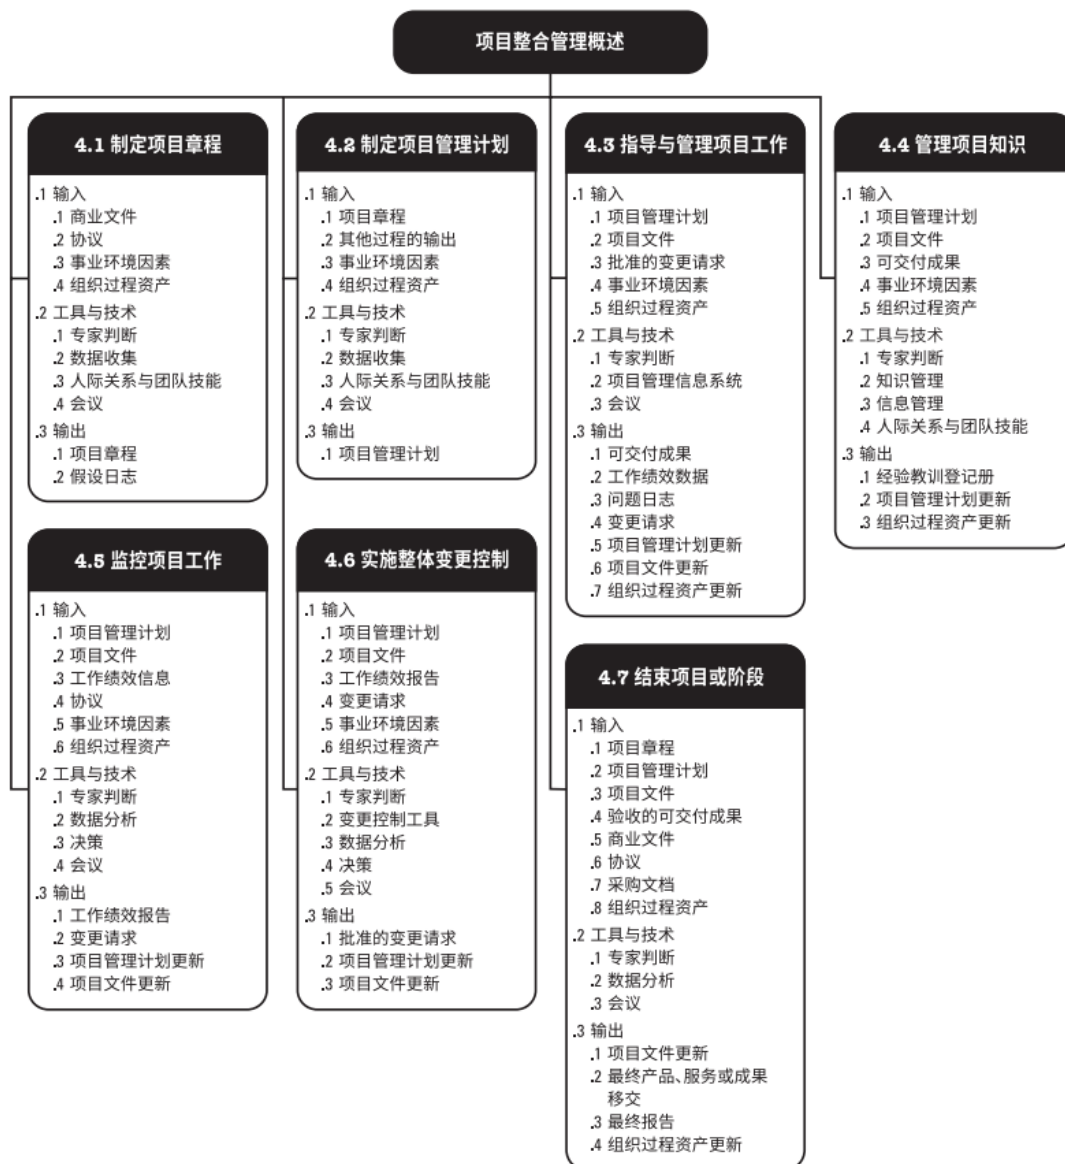 项目整合管理概述
4.1 制定项目章程
.1 输入
.1 商业文件
.2 协议
.3 事业环境因素
.4 组织过程资产
.2 工具与技术
.1 专家判断
.2 数据收集
.3 人际关系与团队技能
.4 会议
.3 输出
.1 项目章程
.2 假设日志
4.2 制定项目管理计划
.1 输入
.1 项目章程
.2 其他过程的输出
.3 事业环境因素
.4 组织过程资产
.2 工具与技术
.1 专家判断
.2 数据收集
.3 人际关系与团队技能
.4 会议
.3 输出
.1 项目管理计划
4.3 指导与管理项目工作
.1 输入
.1 项目管理计划
.2 项目文件
.3 批准的变更请求
.4 事业环境因素
.5 组织过程资产
.2 工具与技术
.1 专家判断
.2 项目管理信息系统
.3 会议
.3 输出
.1 可交付成果
.2 工作绩效数据
.3 问题日志
.4 变更请求
.5 项目管理计划更新
.6 项目文件更新
.7 组织过程资产更新
4.4 管理项目知识
.1 输入
.1 项目管理计划
.2 项目文件
.3 可交付成果
.4 事业环境因素
.5 组织过程资产
.2 工具与技术
.1 专家判断
.2 知识管理
.3 信息管理
.4 人际关系与团队技能
.3 输出
.1 经验教训登记册
.2 项目管理计划更新
.3 组织过程资产更新
4.5 监控项目工作
.1 输入
.1 项目管理计划
.2 项目文件
.3 工作绩效信息
.4 协议
.5 事业环境因素
.6 组织过程资产
.2 工具与技术
.1 专家判断
.2 数据分析
.3 决策
.4 会议
.3 输出
.1 工作绩效报告
.2 变更请求
.3 项目管理计划更新
.4 项目文件更新
4.6 实施整体变更控制
.1 输入
.1 项目管理计划
.2 项目文件
.3 工作绩效报告
.4 变更请求
.5 事业环境因素
.6 组织过程资产
.2 工具与技术
.1 专家判断
.2 变更控制工具
.3 数据分析
.4 决策
.5 会议
.3 输出
.1 批准的变更请求
.2 项目管理计划更新
.3 项目文件更新
4.7 结束项目或阶段
.1 输入
.1 项目章程
.2 项目管理计划
.3 项目文件
.4 验收的可交付成果
.5 商业文件
.6 协议
.7 采购文档
.8 组织过程资产
.2 工具与技术
.1 专家判断
.2 数据分析
.3 会议
.3 输出
.1 项目文件更新
.2 最终产品、服务或成果
移交
.3 最终报告
.4 组织过程资产更新